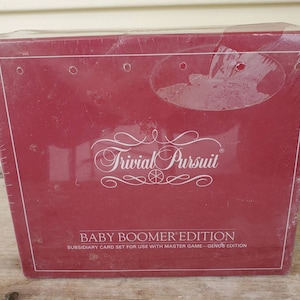 Trivial Pursuit®
BABY BOOMER EDITION
SUBSIDIARY CARD SET FOR USE WITH MASTER GAME - GENUS EDITION